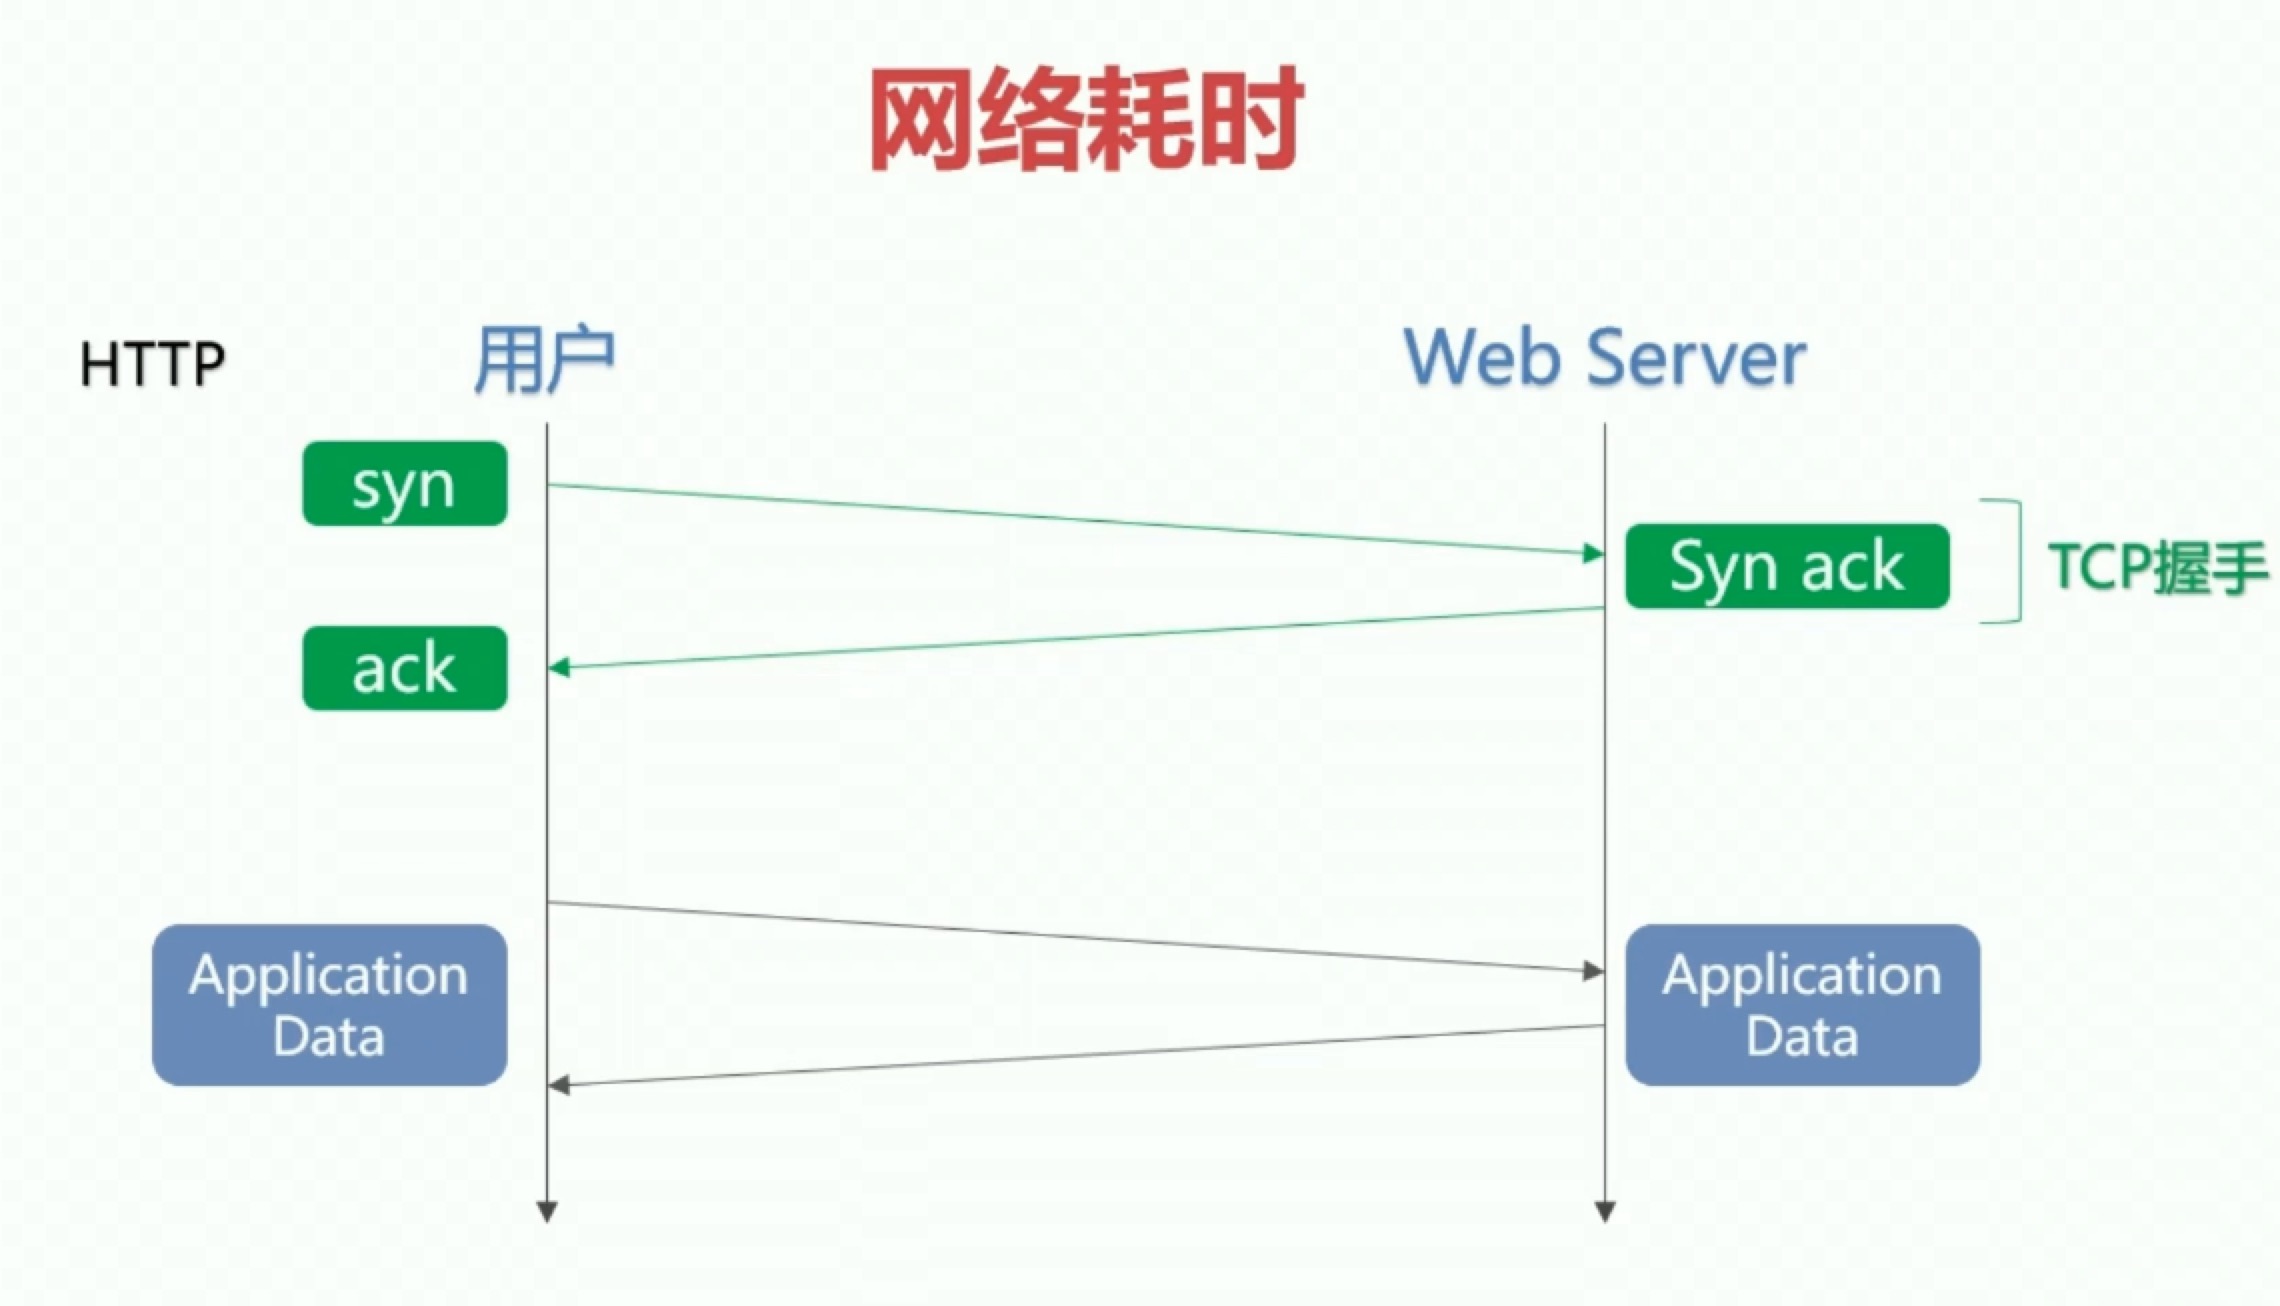 网络耗时
HTTP
用户
Web Server
syn
Syn ack
TCP握手
ack
Application
Data
Application
Data